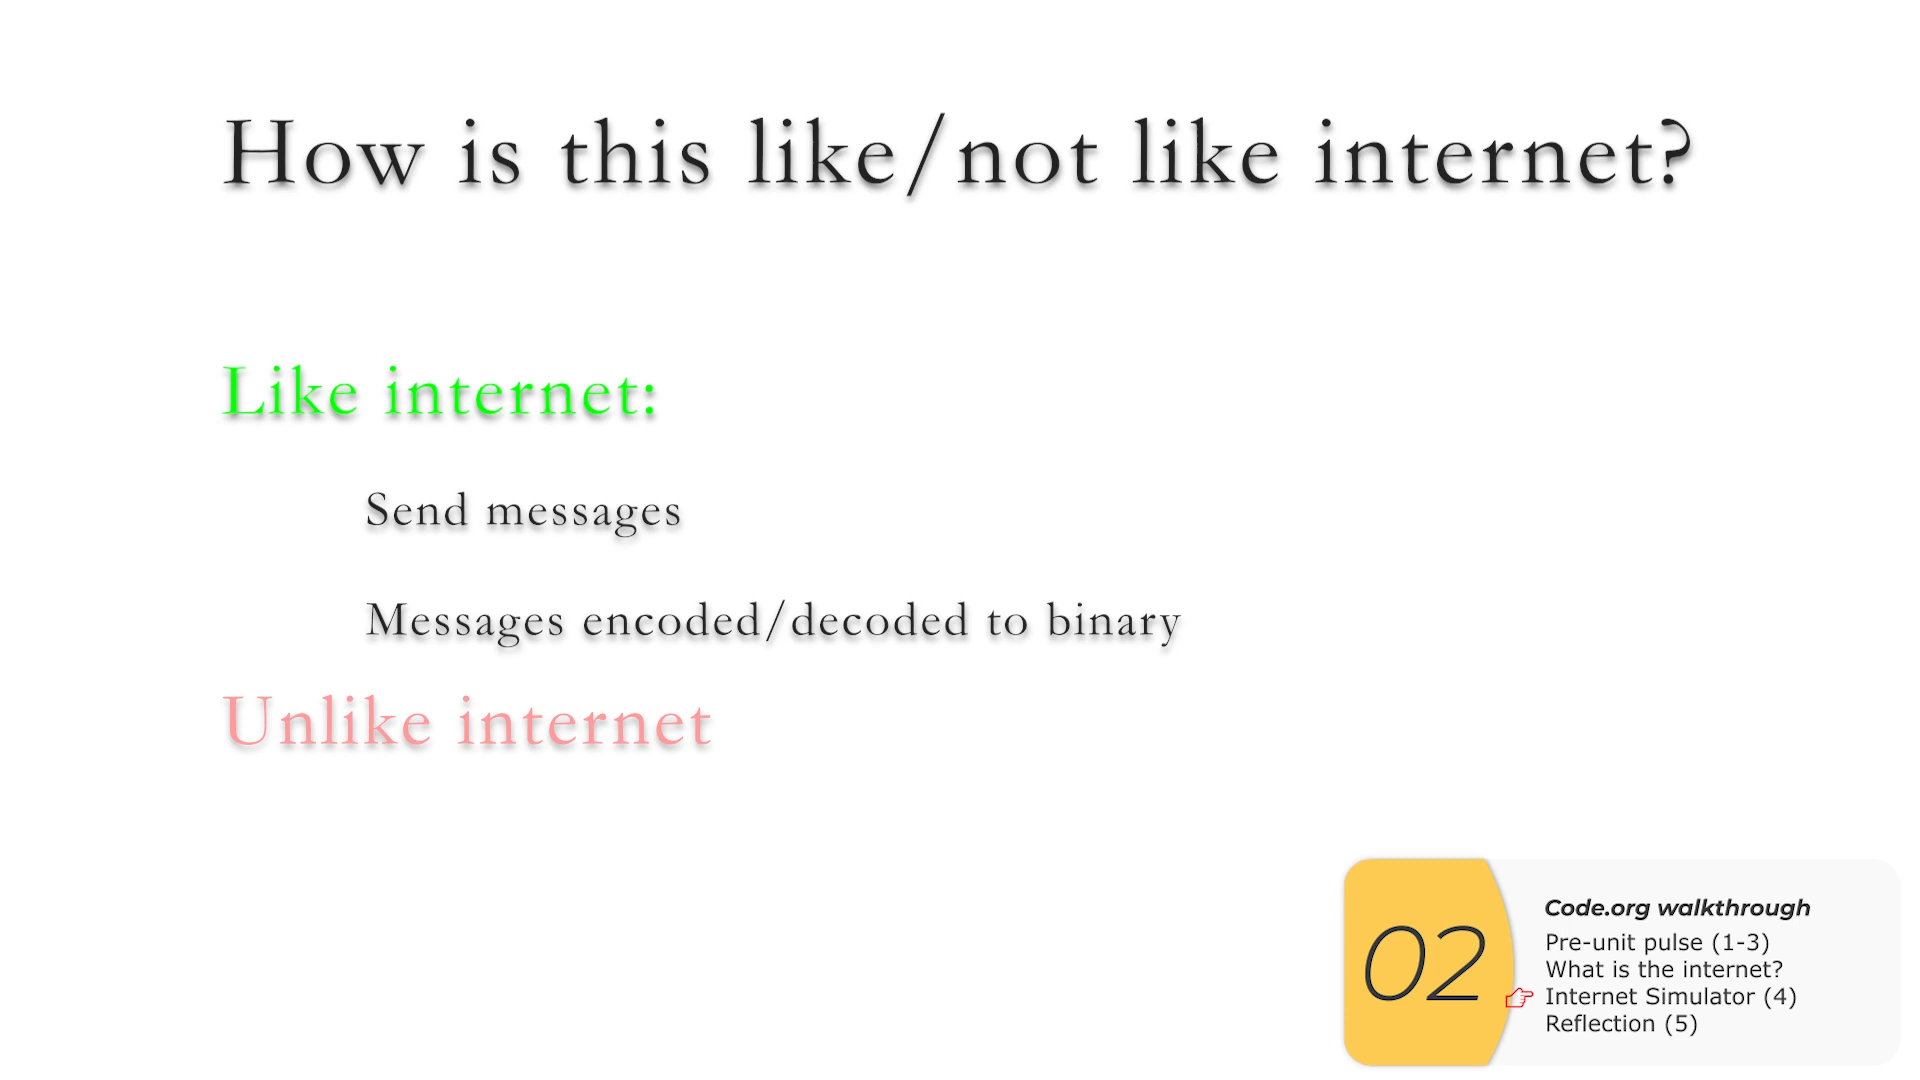 How is this like/not like internet?
Like internet:
Send messages
Messages encoded/decoded to binary
Unlike internet
02
Code.org walkthrough
Pre-unit pulse (1-3)
What is the internet?
Internet Simulator (4)
Reflection (5)